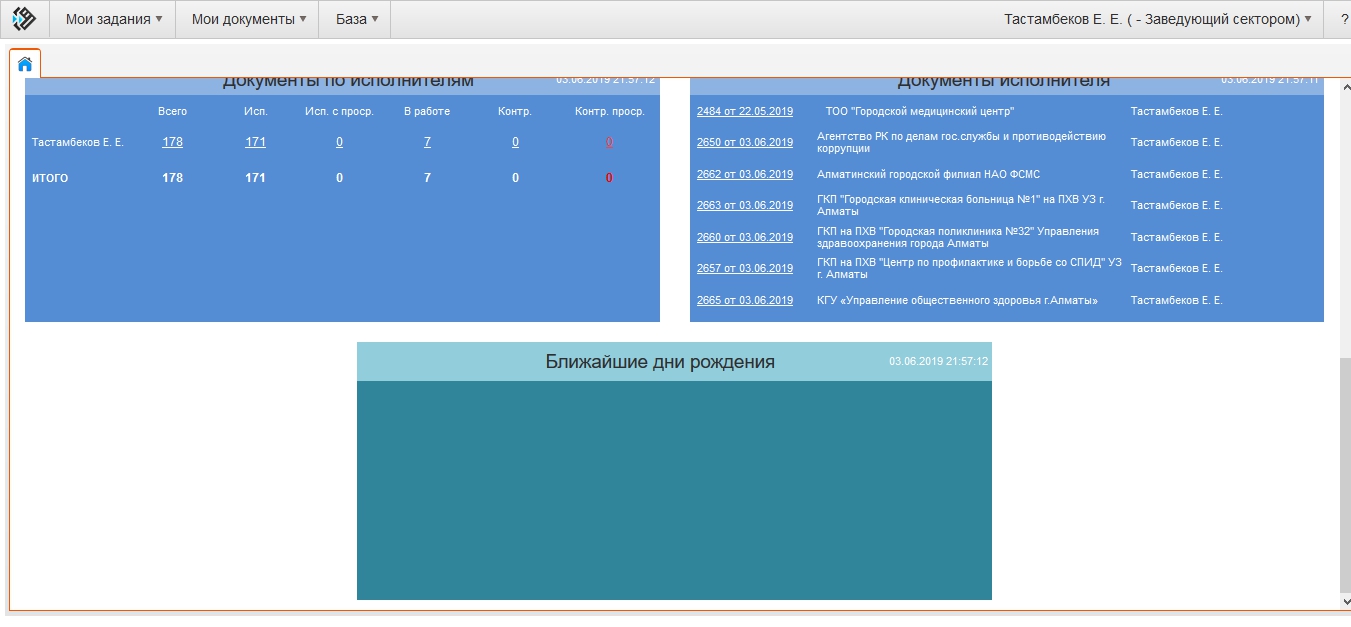 Мои задания
Мои документы
База
Тастамбеков Е. Е. ( - Заведующий сектором)
?
Документы по исполнителям
03.06.2019 21:57:12
Всего Исп. Исп. с проср. В работе Контр. Контр. проср.
Тастамбеков Е. Е. 178 171 0 7 0 0
ИТОГО 178 171 0 7 0 0
Документы исполнителя
03.06.2019 21:57:11
2484 от 22.05.2019 ТОО "Городской медицинский центр" Тастамбеков Е. Е.
2650 от 03.06.2019 Агентство РК по делам гос.службы и противодействию
коррупции Тастамбеков Е. Е.
2662 от 03.06.2019 Алматинский городской филиал НАО ФСМС Тастамбеков Е. Е.
2663 от 03.06.2019 ГКП "Городская клиническая больница №1" на ПХВ УЗ г.
Алматы Тастамбеков Е. Е.
2660 от 03.06.2019 ГКП на ПХВ "Городская поликлиника №32" Управления
здравоохранения города Алматы Тастамбеков Е. Е.
2657 от 03.06.2019 ГКП на ПХВ "Центр по профилактике и борьбе со СПИД" УЗ
г. Алматы Тастамбеков Е. Е.
2665 от 03.06.2019 КГУ «Управление общественного здоровья г.Алматы» Тастамбеков Е. Е.
Ближайшие дни рождения
03.06.2019 21:57:12